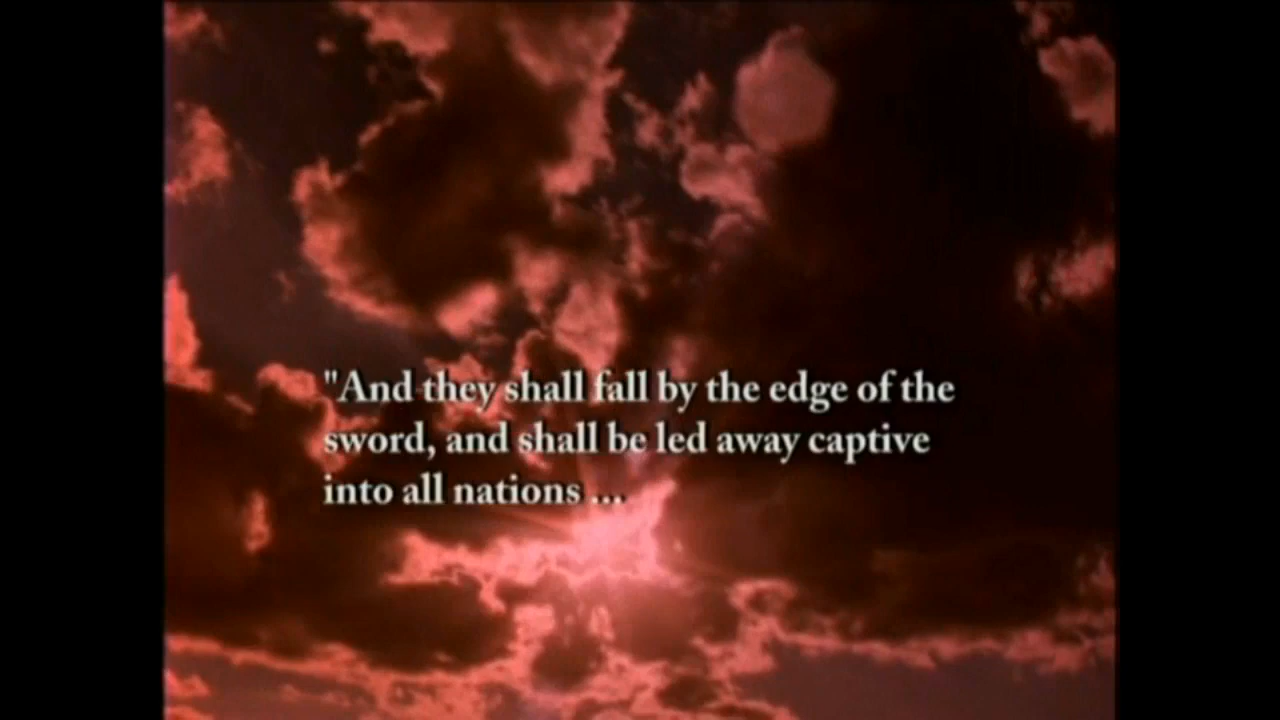 "And they shall fall by the edge of the
sword, and shall be led away captive
into all nations ...